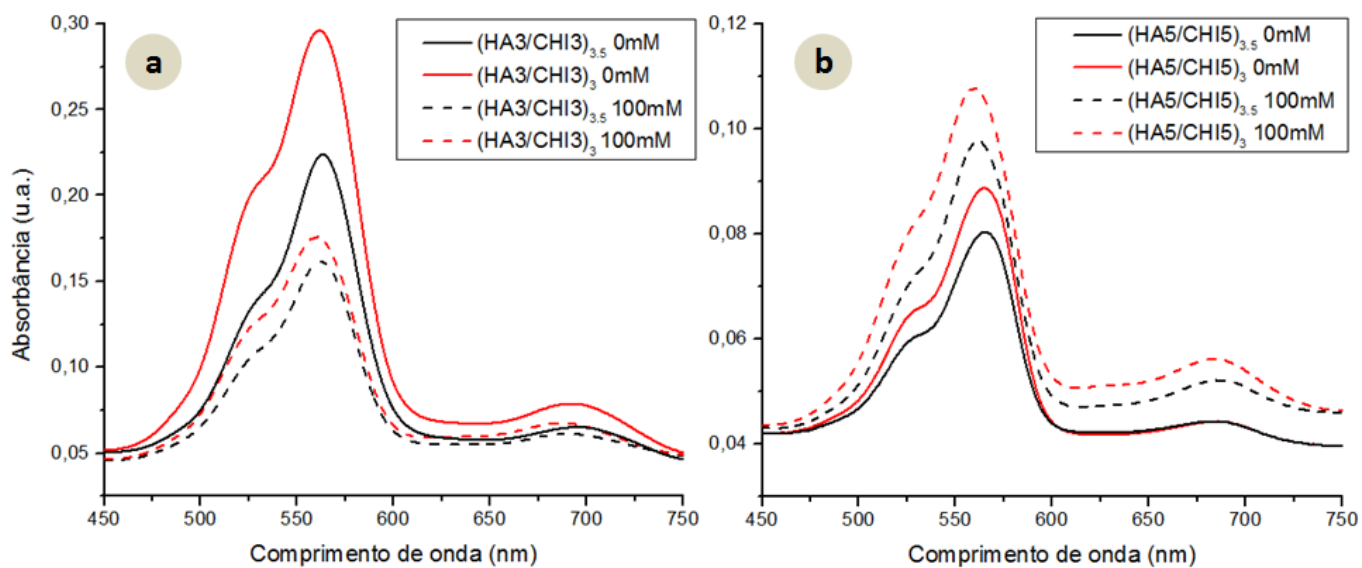 a
(HA3/CHI3)3.5 0mM
(HA3/CHI3)3 0mM
(HA3/CHI3)3.5 100mM
(HA3/CHI3)3 100mM
0,30
0,25
0,20
0,15
0,10
0,05
Absorbância (u.a.)
450 500 550 600 650 700 750
Comprimento de onda (nm)
b
(HA5/CHI5)3.5 0mM
(HA5/CHI5)3 0mM
(HA5/CHI5)3.5 100mM
(HA5/CHI5)3 100mM
0,12
0,10
0,08
0,06
0,04
450 500 550 600 650 700 750
Comprimento de onda (nm)